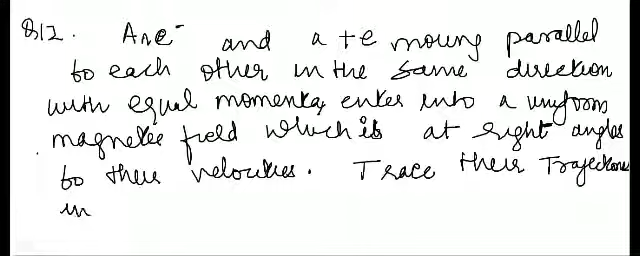 Q12. An e⁻ and a +e moving parallel
to each other in the same direction
with equal momenta, enter into a uniform
magnetic field which is at right angles
to their velocities. Trace their Trajectories
in